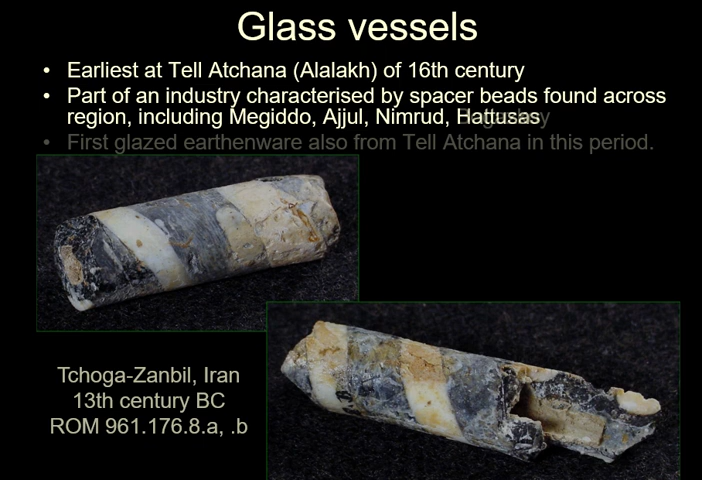 Glass vessels
• Earliest at Tell Atchana (Alalakh) of 16th century
• Part of an industry characterised by spacer beads found across
region, including Megiddo, Ajjul, Nimrud, Hattusas
• First glazed earthenware also from Tell Atchana in this period.
Tchoga-Zanbil, Iran
13th century BC
ROM 961.176.8.a, .b